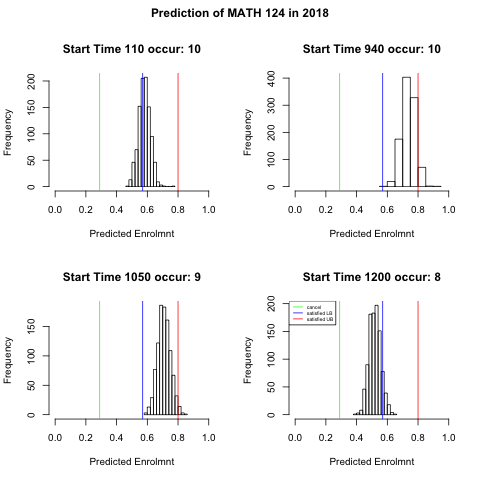 Prediction of MATH 124 in 2018
Start Time 110 occur: 10
Frequency
200
150
100
50
0
0.0 0.2 0.4 0.6 0.8 1.0
Predicted Enrolmnt
Start Time 940 occur: 10
Frequency
400
300
200
100
0
0.0 0.2 0.4 0.6 0.8 1.0
Predicted Enrolmnt
Start Time 1050 occur: 9
Frequency
150
100
50
0
0.0 0.2 0.4 0.6 0.8 1.0
Predicted Enrolmnt
Start Time 1200 occur: 8
cancel
satisfied LB
satisfied UB
Frequency
200
150
100
50
0
0.0 0.2 0.4 0.6 0.8 1.0
Predicted Enrolmnt